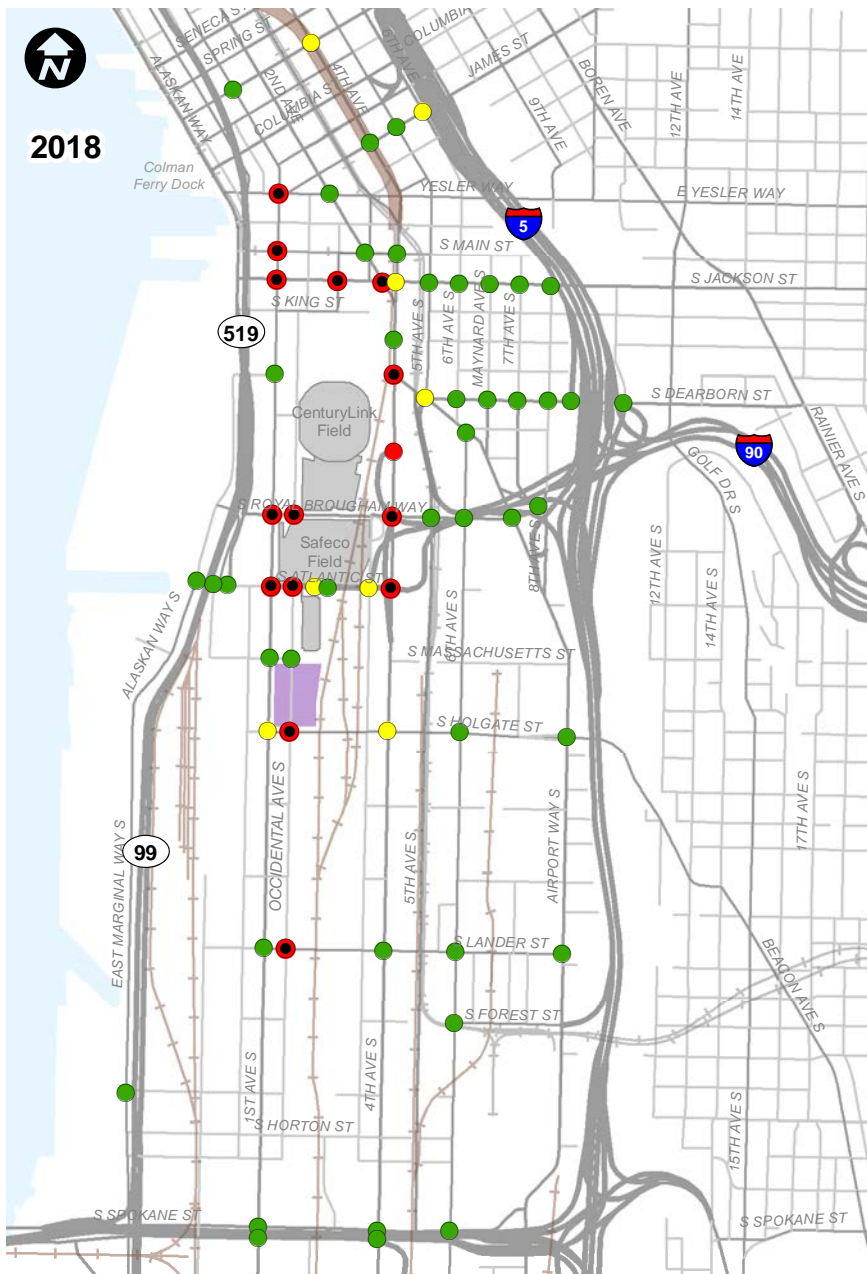 SENECA ST
COLUMBIA
SPRING ST
6TH AVE
4TH AVE
JAMES ST
N
ALASKAN WAY
2ND AVE
BOREN AVE
12TH AVE
14TH AVE
COLUMBIA ST
9TH AVE
2018
Colman
Ferry Dock
YESLER WAY
E YESLER WAY
5
S MAIN ST
S JACKSON ST
S KING ST
519
5TH AVE S
6TH AVE S
MAYNARD AVE S
7TH AVE S
S DEARBORN ST
CenturyLink
Field
RAINIER AVE S
90
GOLF DR S
S ROYAL BROUGHAM WAY
Safeco
Field
8TH AVE S
12TH AVE S
S ATLANTIC ST
14TH AVE S
ALASKAN WAY S
6TH AVE S
S MASSACHUSETTS ST
S HOLGATE ST
OCCIDENTAL AVE S
17TH AVE S
99
5TH AVE S
AIRPORT WAY S
EAST MARGINAL WAY S
S LANDER ST
BEACON AVE S
S FOREST ST
1ST AVE S
4TH AVE S
S HORTON ST
15TH AVE S
S SPOKANE ST
S SPOKANE ST